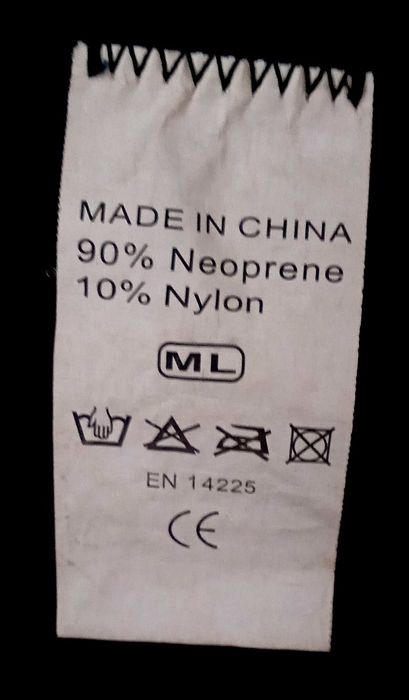 MADE IN CHINA
90% Neoprene
10% Nylon
ML
EN 14225
CE